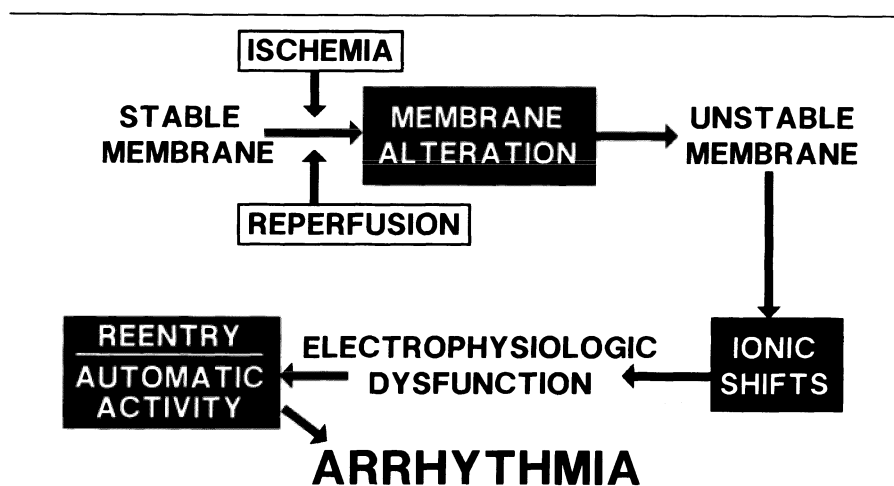 ISCHEMIA
STABLE
MEMBRANE
MEMBRANE
ALTERATION
UNSTABLE
MEMBRANE
REPERFUSION
REENTRY
AUTOMATIC
ACTIVITY
ELECTROPHYSIOLOGIC
DYSFUNCTION
IONIC
SHIFTS
ARRHYTHMIA